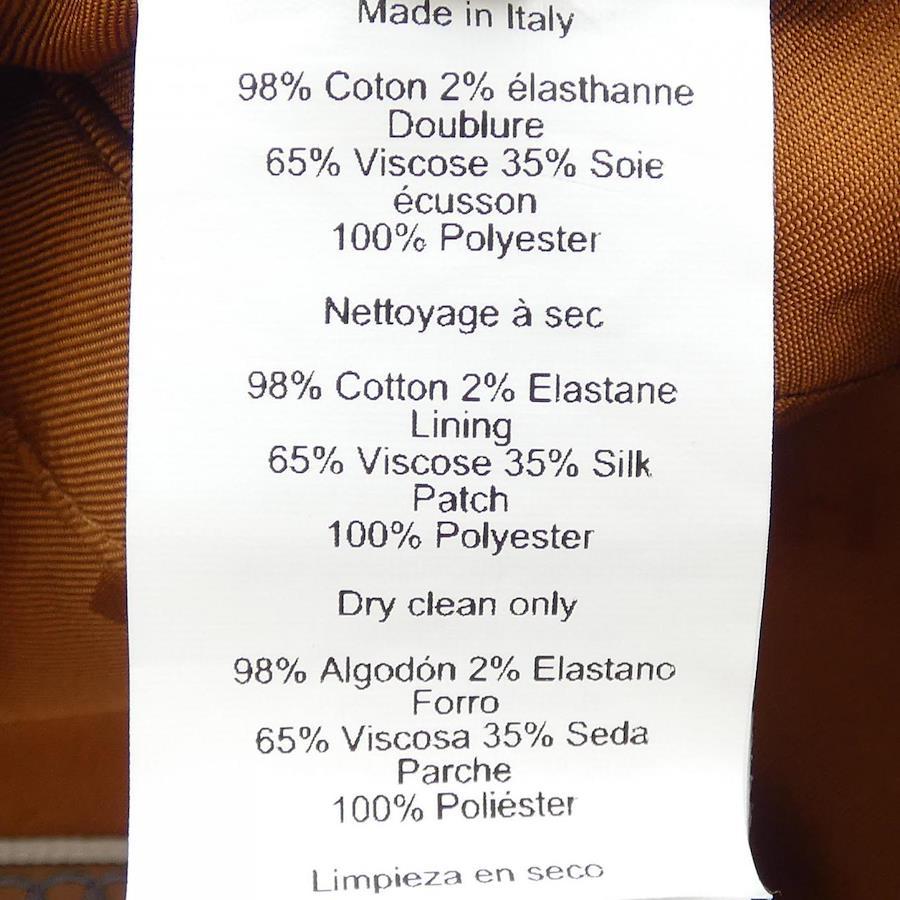 Made in Italy
98% Coton 2% élasthanne
Doublure
65% Viscose 35% Soie
écusson
100% Polyester
Nettoyage à sec
98% Cotton 2% Elastane
Lining
65% Viscose 35% Silk
Patch
100% Polyester
Dry clean only
98% Algodón 2% Elastano
Forro
65% Viscosa 35% Seda
Parche
100% Poliéster
Limpieza en seco